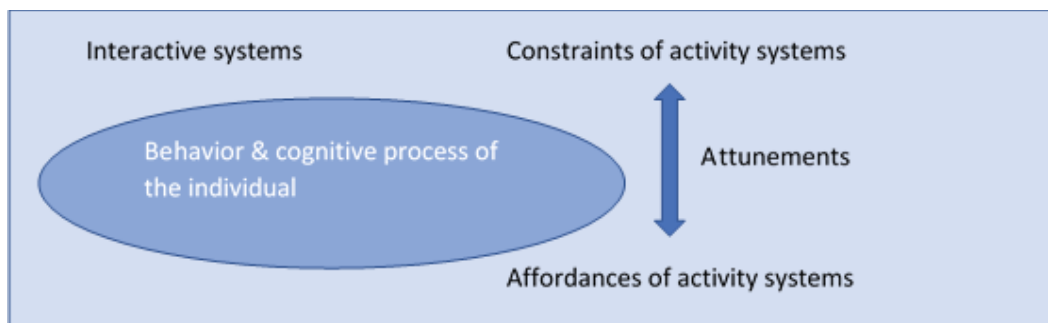 Interactive systems
Constraints of activity systems
Behavior & cognitive process of
the individual
Attunements
Affordances of activity systems